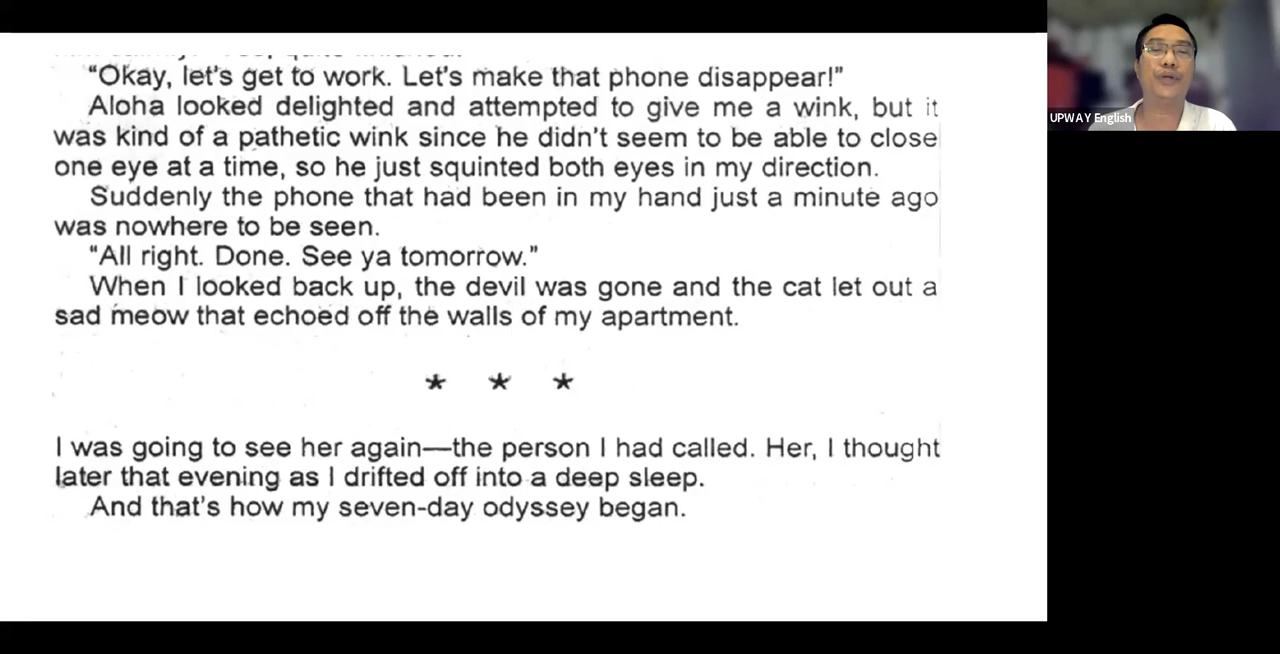 "Okay, let's get to work. Let's make that phone disappear!"
Aloha looked delighted and attempted to give me a wink, but it
was kind of a pathetic wink since he didn't seem to be able to close
one eye at a time, so he just squinted both eyes in my direction.
Suddenly the phone that had been in my hand just a minute ago
was nowhere to be seen.
"All right. Done. See ya tomorrow."
When I looked back up, the devil was gone and the cat let out a
sad meow that echoed off the walls of my apartment.
* * *
I was going to see her again—the person I had called. Her, I thought
later that evening as I drifted off into a deep sleep.
And that's how my seven-day odyssey began.
UPWAY English